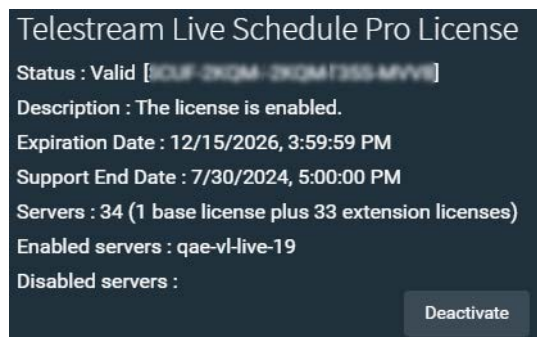 Telestream Live Schedule Pro License
Status : Valid [
Description : The license is enabled.
Expiration Date : 12/15/2026, 3:59:59 PM
Support End Date : 7/30/2024, 5:00:00 PM
Servers : 34 (1 base license plus 33 extension licenses)
Enabled servers : qae-vl-live-19
Disabled servers :
Deactivate